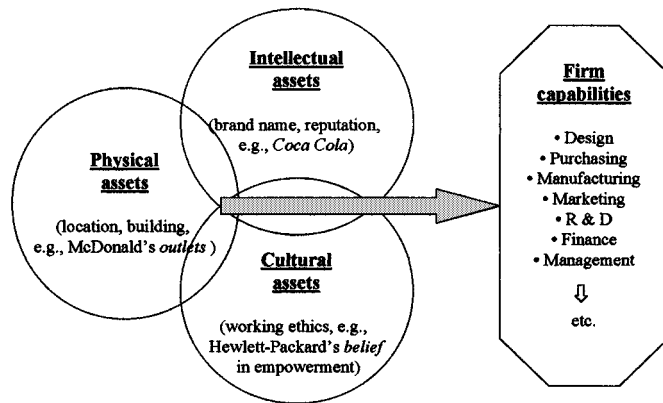 Intellectual
assets
(brand name, reputation,
e.g., Coca Cola)
Physical
assets
(location, building,
e.g., McDonald's outlets )
Cultural
assets
(working ethics, e.g.,
Hewlett-Packard's belief
in empowerment)
Firm
capabilities
• Design
• Purchasing
• Manufacturing
• Marketing
• R & D
• Finance
• Management
etc.